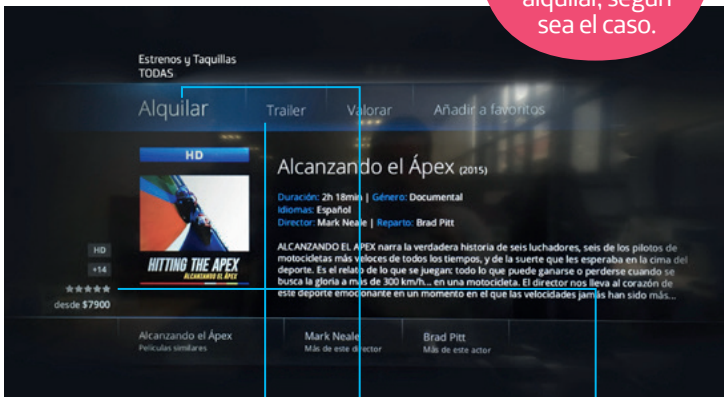 alquilar, según
sea el caso.
Estrenos y Taquillas
TODAS
Alquilar
Trailer
Valorar
Añadir a favoritos
HD
HITTING THE APEX
ALCANZANDO EL ÁPEX
HD
+14
desde $7900
Alcanzando el Ápex (2015)
Duración: 2h 18min | Género: Documental
Idiomas: Español
Director: Mark Neale | Reparto: Brad Pitt
ALCANZANDO EL APEX narra la verdadera historia de seis luchadores, seis de los pilotos de
motocicletas más veloces de todos los tiempos, y de la suerte que les esperaba en la cima del
deporte. Es el relato de lo que se juegan: todo lo que puede ganarse o perderse cuando se
busca la gloria a más de 300 km/h... en una motocicleta. El director nos lleva al corazón de
este deporte emocionante en un momento en el que las velocidades jamás han sido más...
Alcanzando el Ápex
Películas similares
Mark Neale
Más de este director
Brad Pitt
Más de este actor